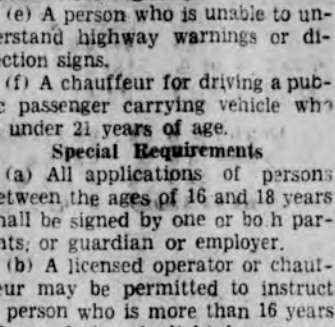 (e) A person who is unable to un-
erstand highway warnings or di-
ection signs.
(f) A chauffeur for driving a pub-
c passenger carrying vehicle who
under 21 years of age.
Special Requirements
(a) All applications of persons
etween the ages of 16 and 18 years
hall be signed by one or bo.h par-
nts, or guardian or employer.
(b) A licensed operator or chauf-
eur may be permitted to instruct
person who is more than 16 years